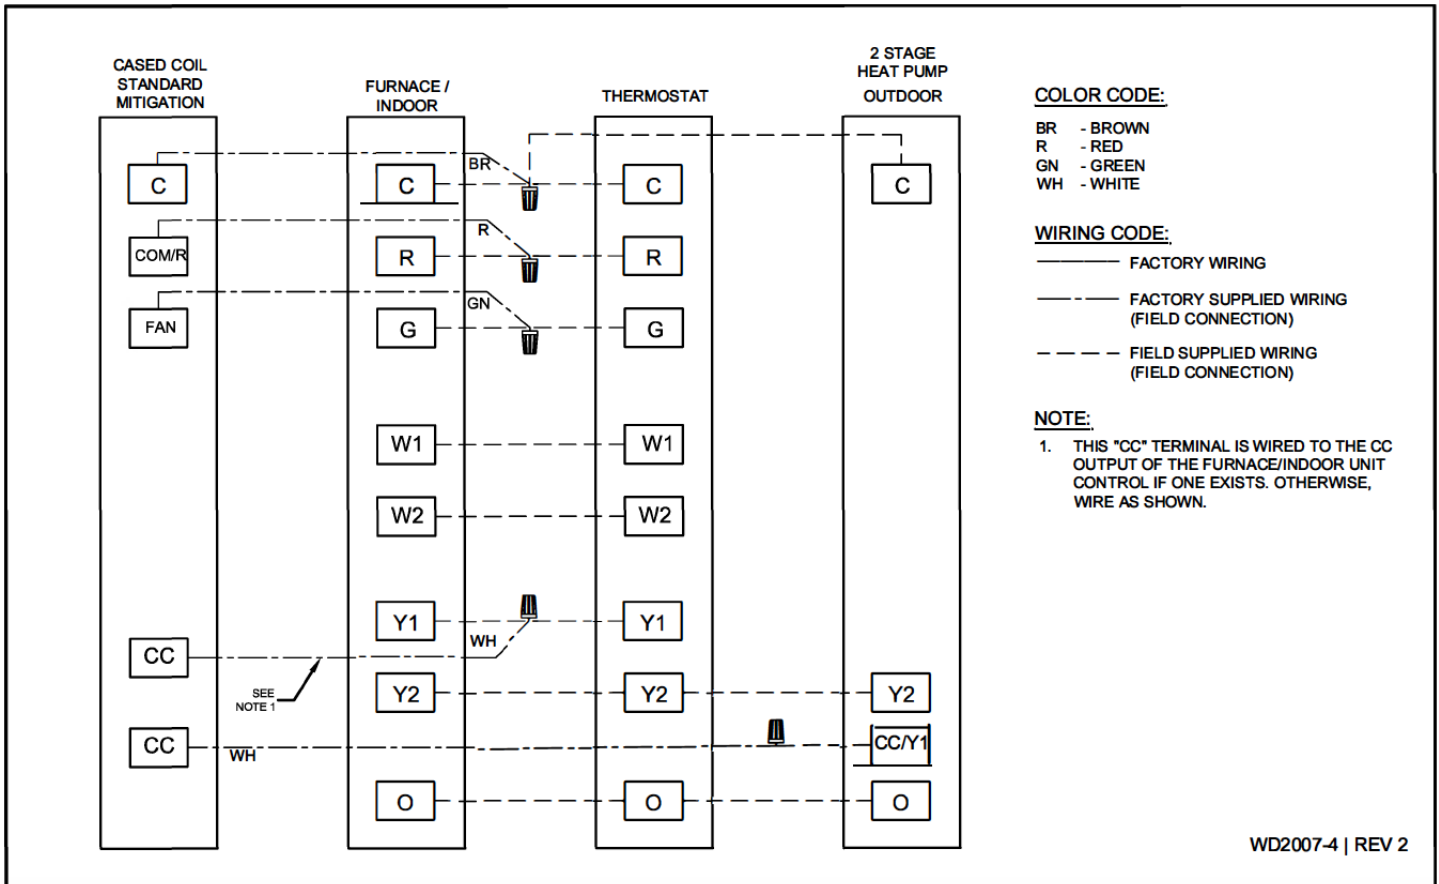 CASED COIL
STANDARD
MITIGATION
FURNACE /
INDOOR
THERMOSTAT
2 STAGE
HEAT PUMP
OUTDOOR
C
COM/R
FAN
CC
CC
SEE
NOTE 1
WH
BR
R
GN
WH
C
R
G
W1
W2
Y1
Y2
O
C
R
G
W1
W2
Y1
Y2
O
C
Y2
CC/Y1
O
COLOR CODE:
BR - BROWN
R - RED
GN - GREEN
WH - WHITE
WIRING CODE:
FACTORY WIRING
FACTORY SUPPLIED WIRING
(FIELD CONNECTION)
FIELD SUPPLIED WIRING
(FIELD CONNECTION)
NOTE:
1. THIS "CC" TERMINAL IS WIRED TO THE CC
OUTPUT OF THE FURNACE/INDOOR UNIT
CONTROL IF ONE EXISTS. OTHERWISE,
WIRE AS SHOWN.
WD2007-4 | REV 2